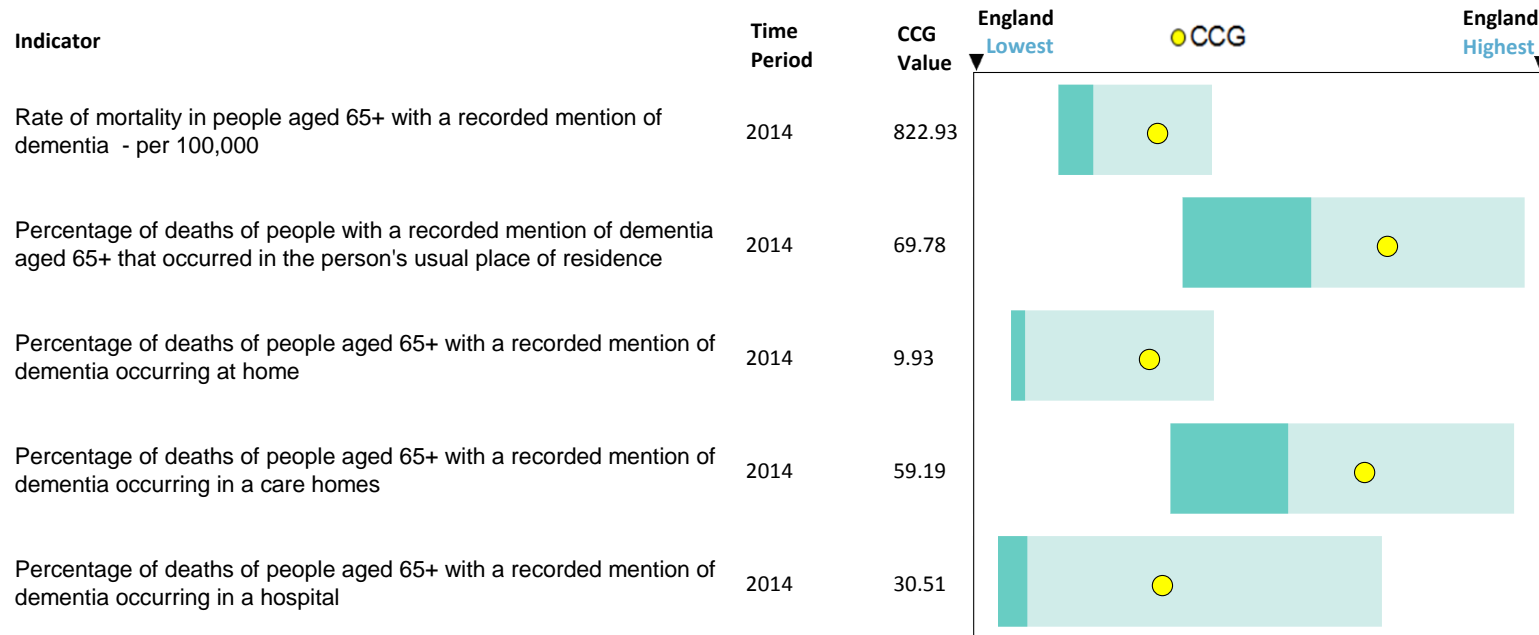 Indicator
Time
Period
CCG
Value
England
Lowest
CCG
England
Highest
Rate of mortality in people aged 65+ with a recorded mention of
dementia - per 100,000
2014
822.93
Percentage of deaths of people with a recorded mention of dementia
aged 65+ that occurred in the person's usual place of residence
2014
69.78
Percentage of deaths of people aged 65+ with a recorded mention of
dementia occurring at home
2014
9.93
Percentage of deaths of people aged 65+ with a recorded mention of
dementia occurring in a care homes
2014
59.19
Percentage of deaths of people aged 65+ with a recorded mention of
dementia occurring in a hospital
2014
30.51